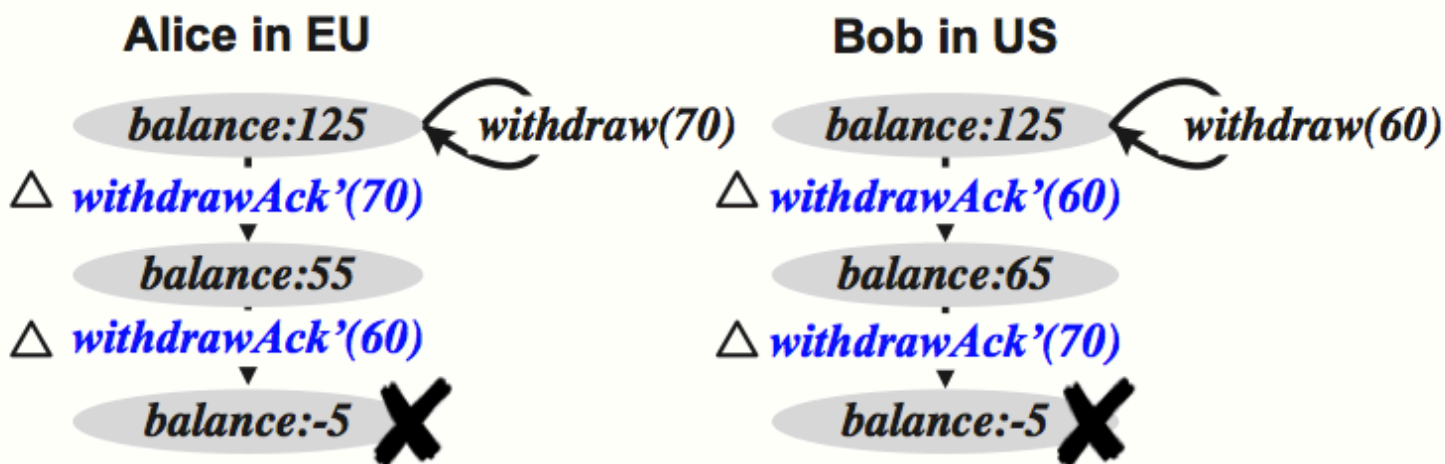 Alice in EU
balance:125
withdraw(70)
△ withdrawAck’(70)
balance:55
△ withdrawAck’(60)
balance:-5
Bob in US
balance:125
withdraw(60)
△ withdrawAck’(60)
balance:65
△ withdrawAck’(70)
balance:-5